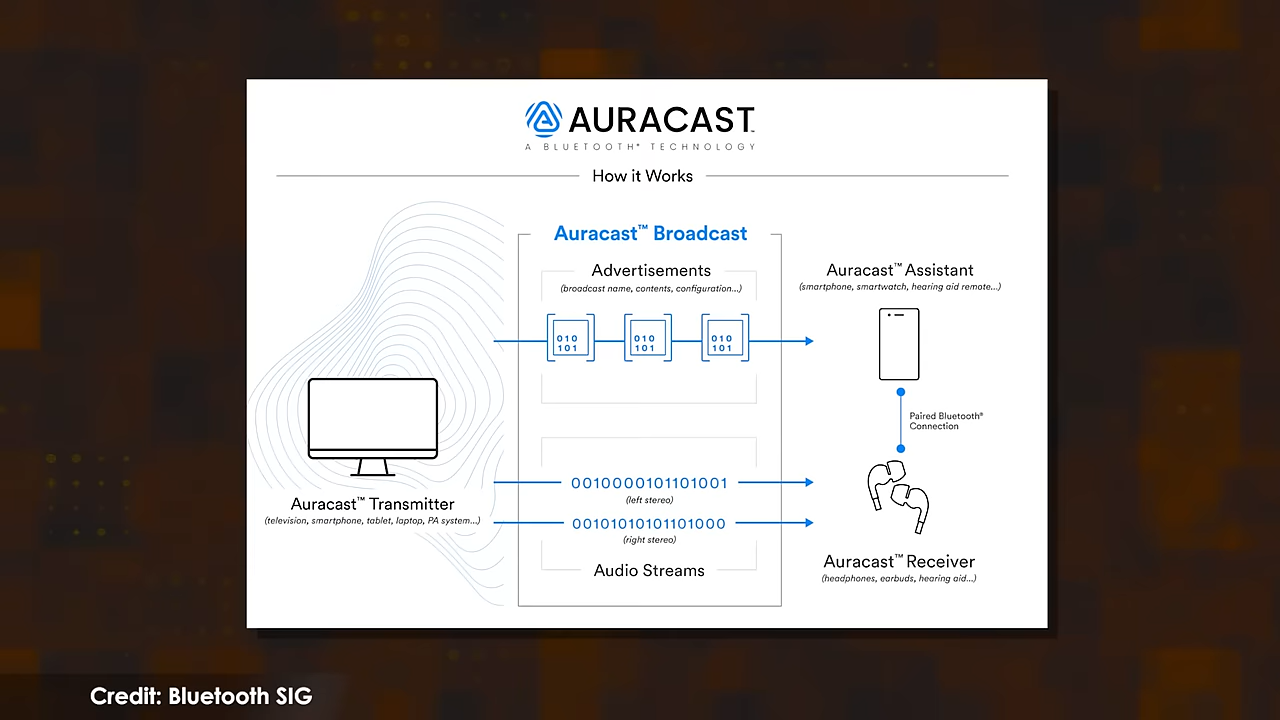 AURACAST™
A BLUETOOTH® TECHNOLOGY
How it Works
Auracast™ Broadcast
Advertisements
(broadcast name, contents, configuration...)
010
101
010
101
010
101
Auracast™ Assistant
(smartphone, smartwatch, hearing aid remote...)
Paired Bluetooth®
Connection
Auracast™ Transmitter
(television, smartphone, tablet, laptop, PA system...)
0010000101101001
(left stereo)
00101010101101000
(right stereo)
Audio Streams
Auracast™ Receiver
(headphones, earbuds, hearing aid...)
Credit: Bluetooth SIG